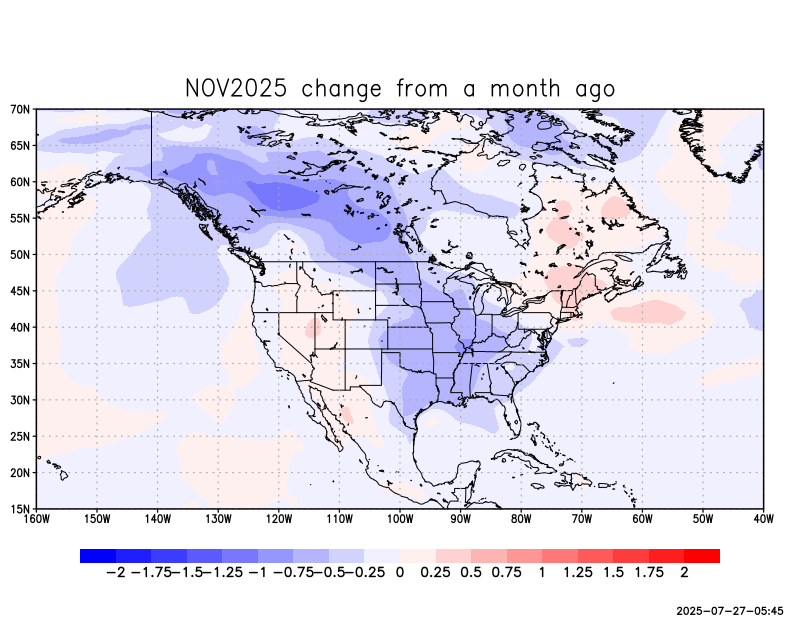 NOV2025 change from a month ago
70N
65N
60N
55N
50N
45N
40N
35N
30N
25N
20N
15N
160W 150W 140W 130W 120W 110W 100W 90W 80W 70W 60W 50W 40W
−2 −1.75 −1.5 −1.25 −1 −0.75 −0.5 −0.25 0 0.25 0.5 0.75 1 1.25 1.5 1.75 2
2025-07-27-05:45